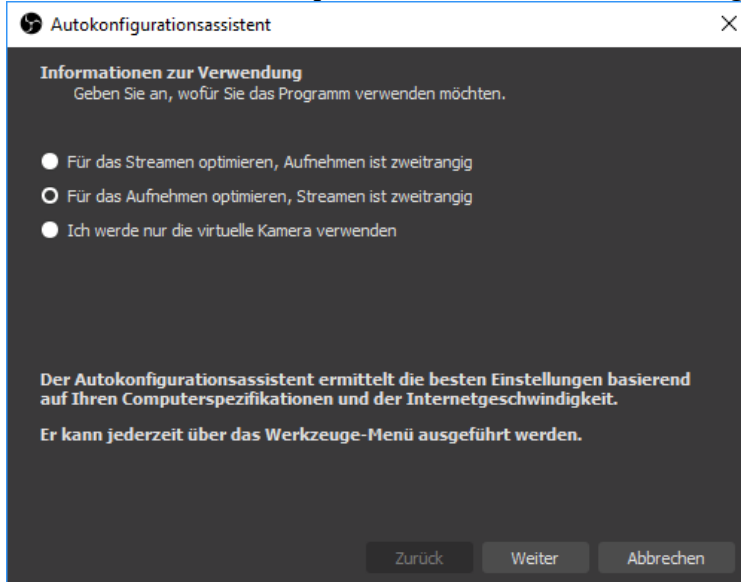 Autokonfigurationsassistent
Informationen zur Verwendung
Geben Sie an, wofür Sie das Programm verwenden möchten.
Für das Streamen optimieren, Aufnehmen ist zweitrangig
Für das Aufnehmen optimieren, Streamen ist zweitrangig
Ich werde nur die virtuelle Kamera verwenden
Der Autokonfigurationsassistent ermittelt die besten Einstellungen basierend
auf Ihren Computerspezifikationen und der Internetgeschwindigkeit.
Er kann jederzeit über das Werkzeuge-Menü ausgeführt werden.
Zurück Weiter Abbrechen